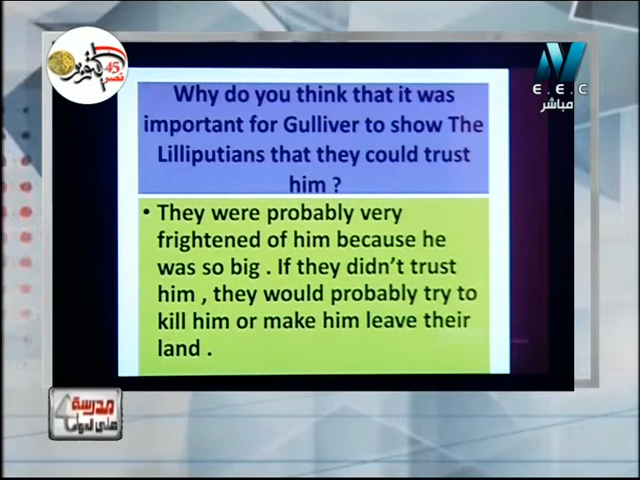 45
نصر
E . E . C
مباشر
Why do you think that it was
important for Gulliver to show The
Lilliputians that they could trust
him ?
• They were probably very
frightened of him because he
was so big . If they didn't trust
him , they would probably try to
kill him or make him leave their
land .
مدرسة
على الهواء